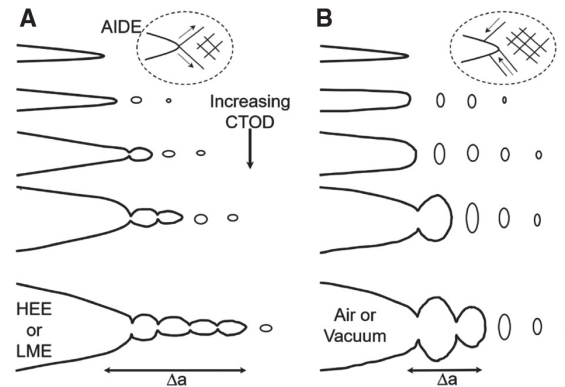 A
AIDE
Increasing
CTOD
HEE
or
LME
Δa
B
Air or
Vacuum
Δa